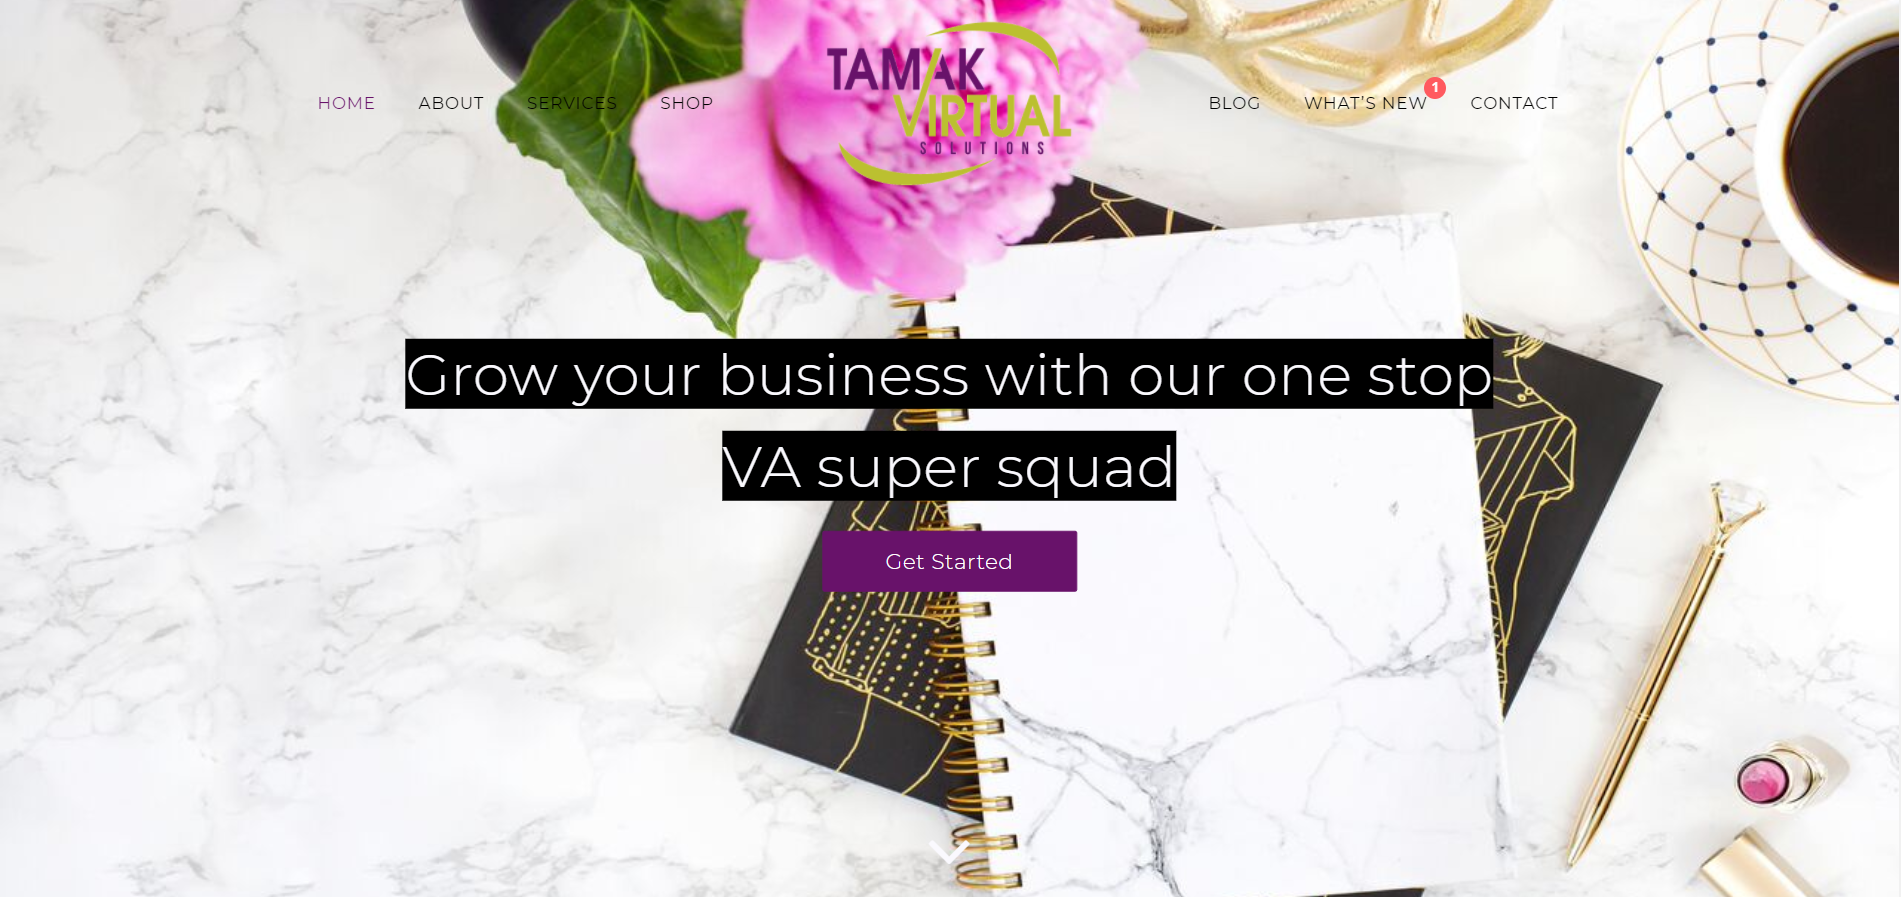 HOME
ABOUT
SERVICES
SHOP
TAMAK
VIRTUAL
SOLUTIONS
BLOG
WHAT'S NEW
1
CONTACT
Grow your business with our one stop
VA super squad
Get Started